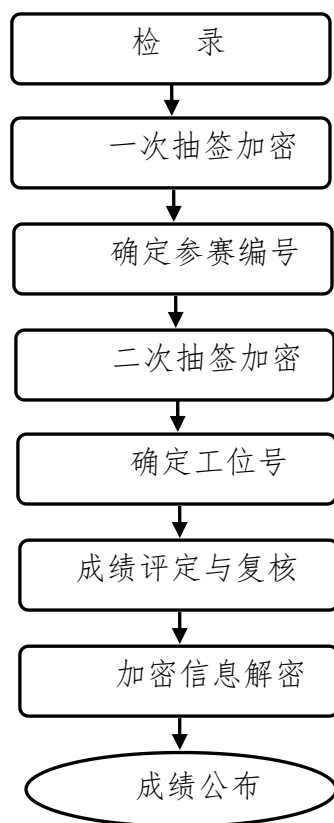 检 录
一次抽签加密
确定参赛编号
二次抽签加密
确定工位号
成绩评定与复核
加密信息解密
成绩公布